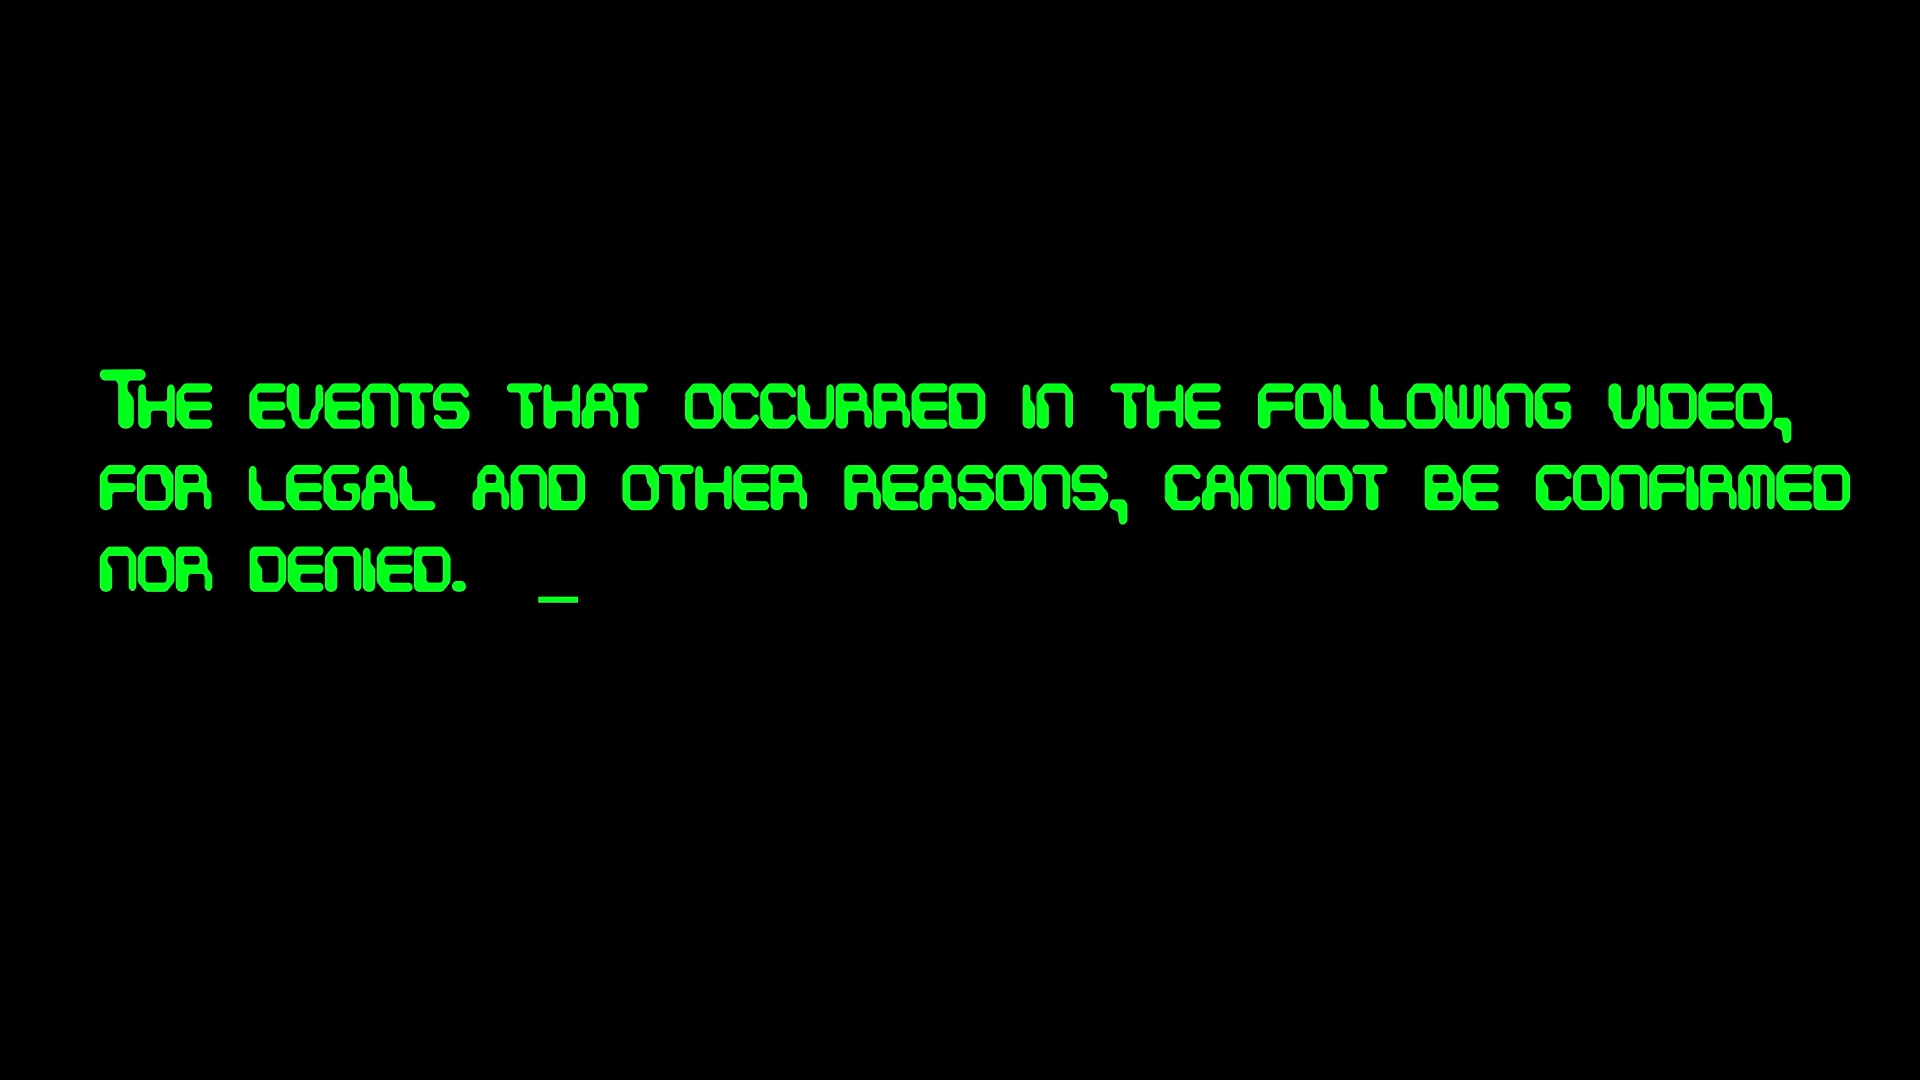 The events that occurred in the following video,
for legal and other reasons, cannot be confirmed
nor denied. _